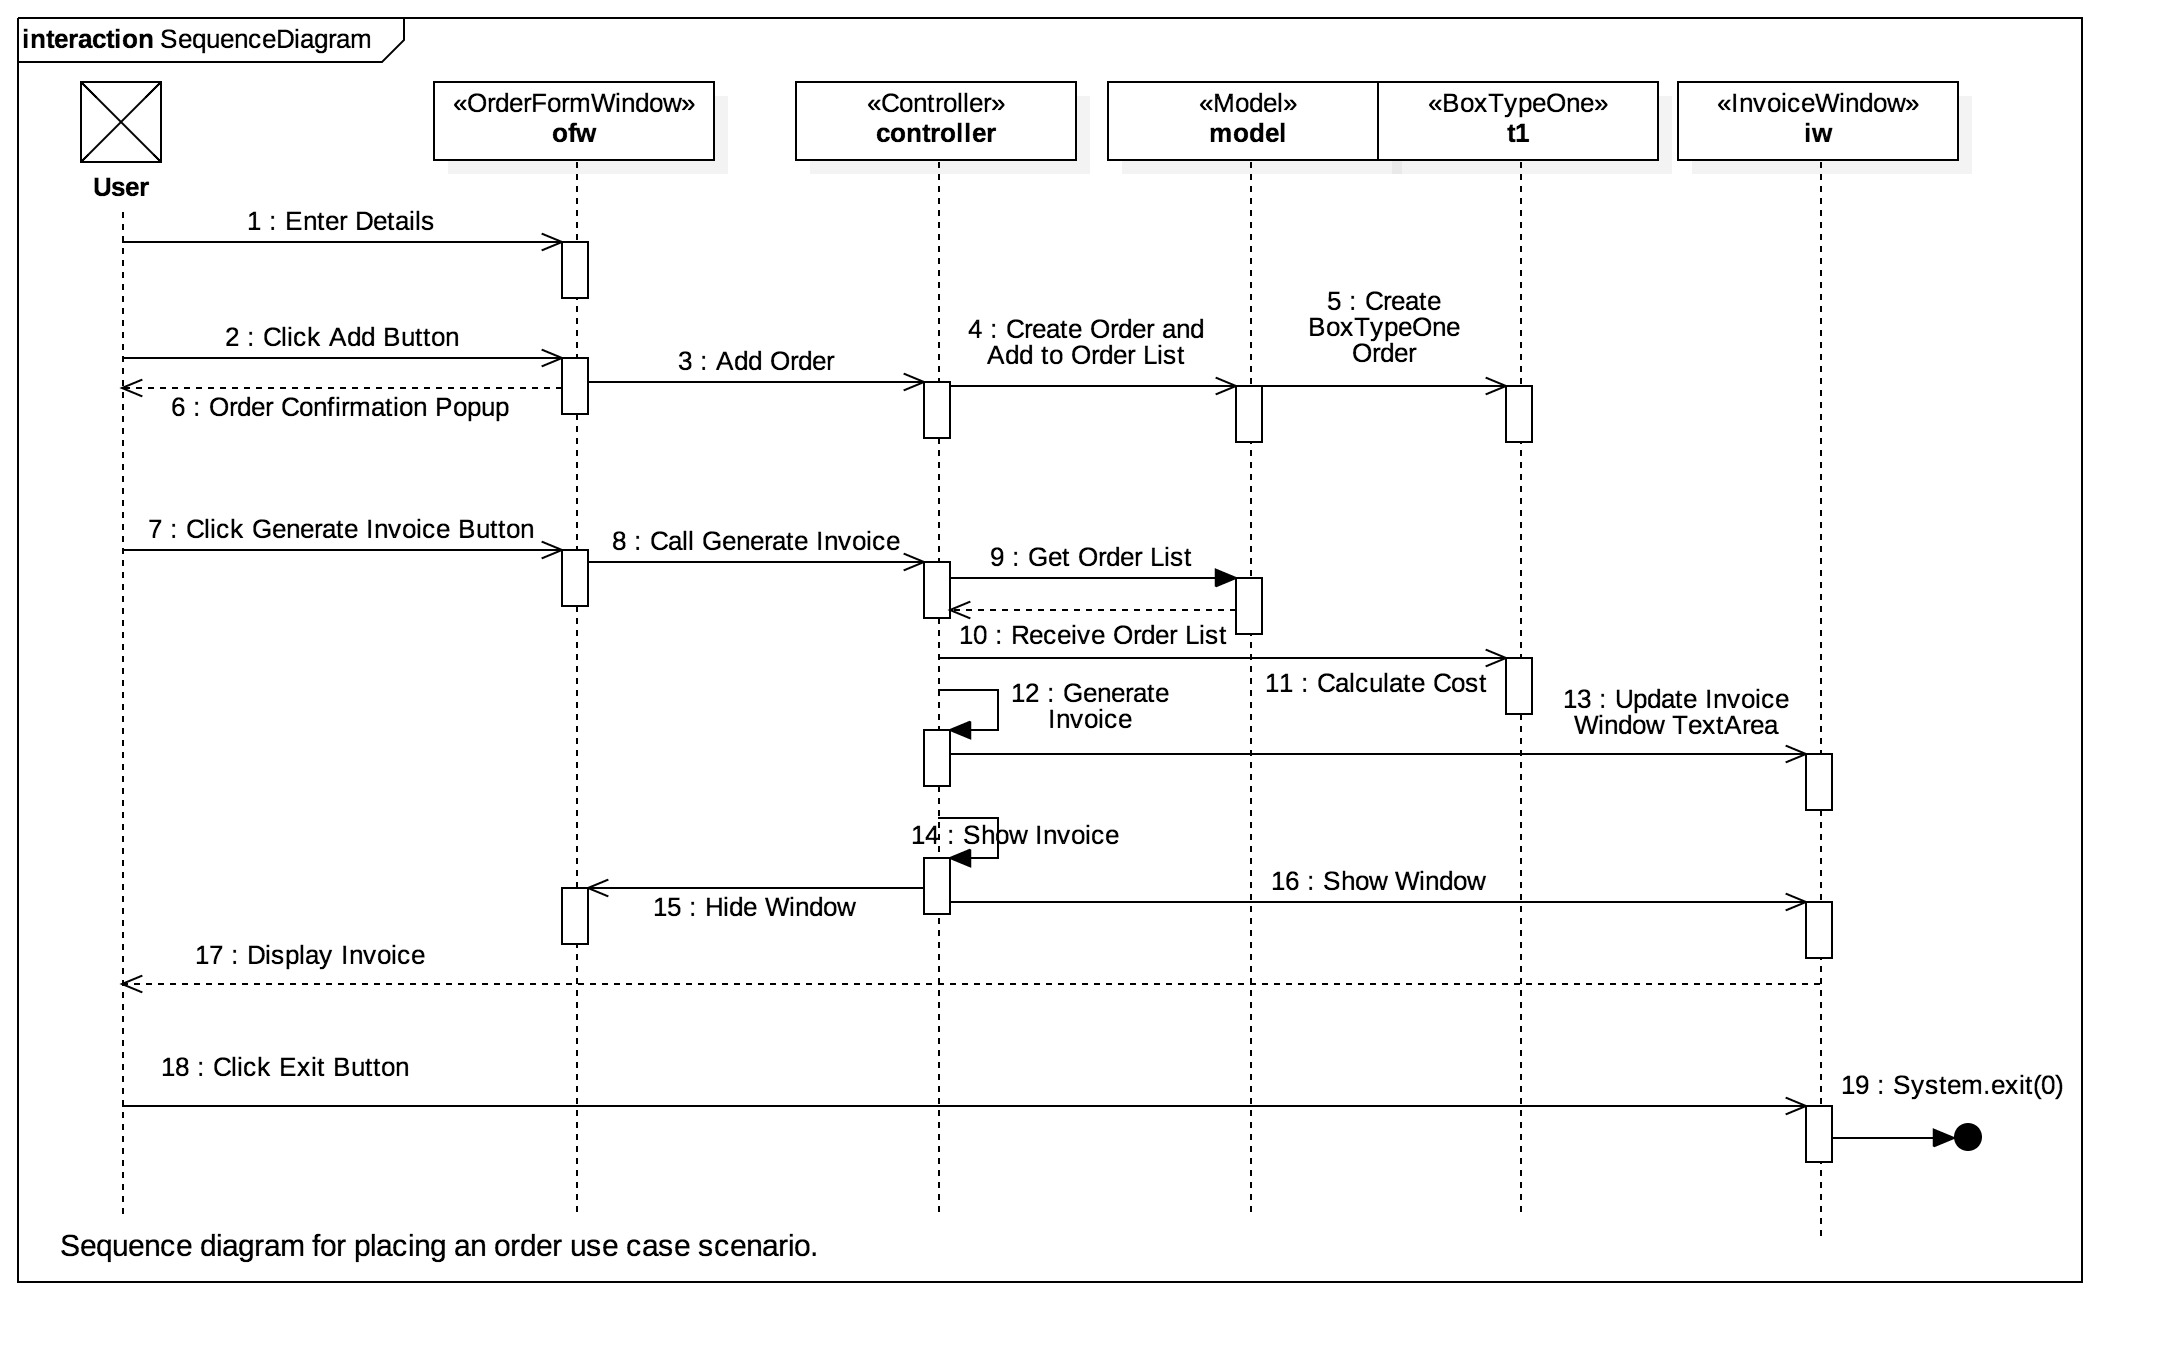 interaction SequenceDiagram
«OrderFormWindow»
ofw
«Controller»
controller
«Model»
model
«BoxTypeOne»
t1
«InvoiceWindow»
iw
User
1 : Enter Details
2 : Click Add Button
3 : Add Order
4 : Create Order and
Add to Order List
5 : Create
BoxTypeOne
Order
6 : Order Confirmation Popup
7 : Click Generate Invoice Button
8 : Call Generate Invoice
9 : Get Order List
10 : Receive Order List
11 : Calculate Cost
12 : Generate
Invoice
13 : Update Invoice
Window TextArea
14 : Show Invoice
15 : Hide Window
16 : Show Window
17 : Display Invoice
18 : Click Exit Button
19 : System.exit(0)
Sequence diagram for placing an order use case scenario.